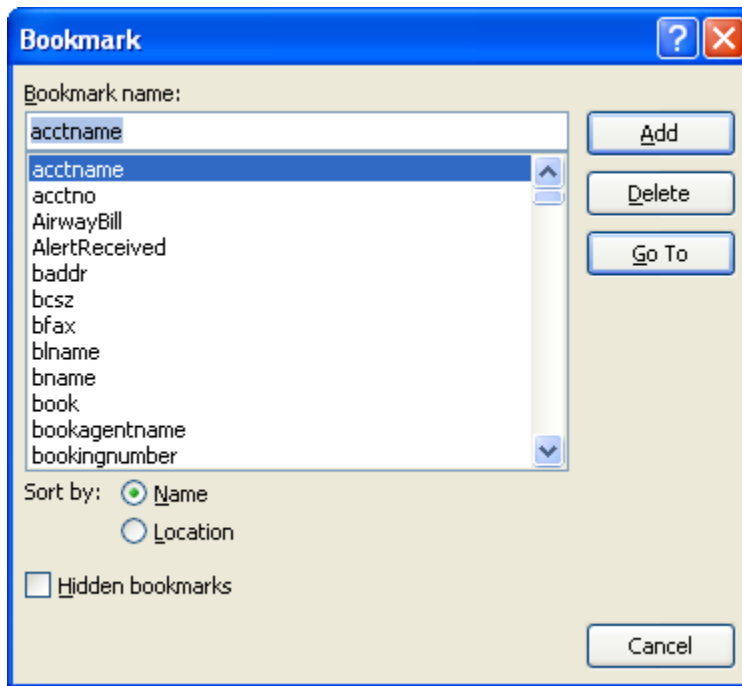 Bookmark
Bookmark name:
acctname
Add
acctname
acctno
AirwayBill
AlertReceived
baddr
bcsz
bfax
blname
bname
book
bookagentname
bookingnumber
Delete
Go To
Sort by: Name
Location
Hidden bookmarks
Cancel